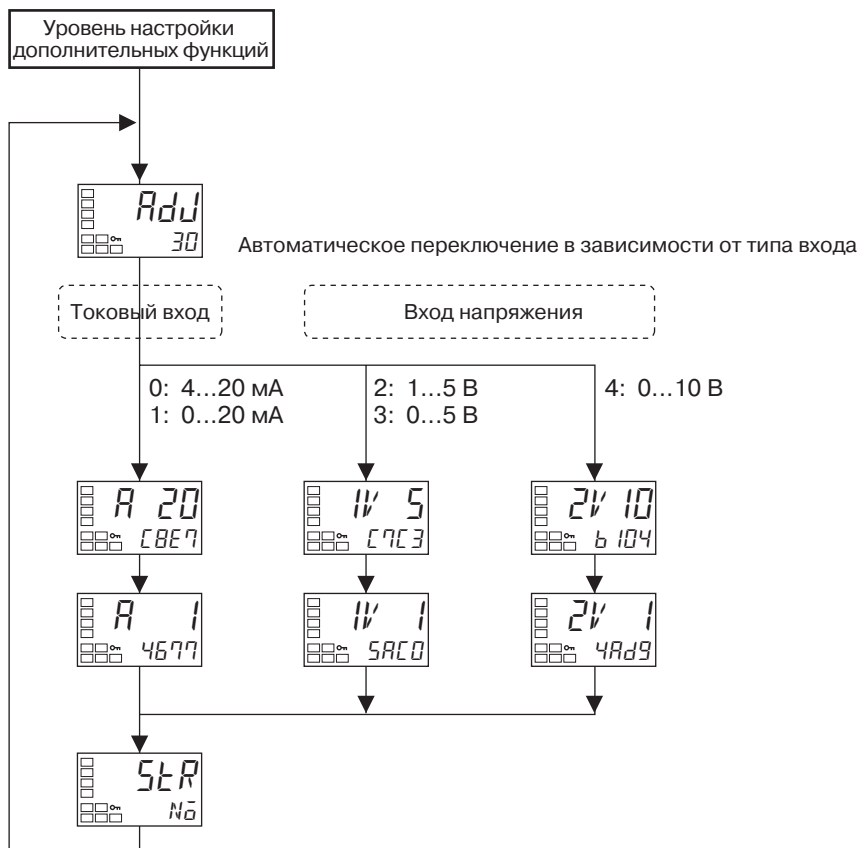 Уровень настройки
дополнительных функций
AdJ
30
Автоматическое переключение в зависимости от типа входа
Токовый вход
Вход напряжения
0: 4...20 мА
1: 0...20 мА
2: 1...5 В
3: 0...5 В
4: 0...10 В
A 20
C8E7
1V 5
C7C3
2V 10
b104
A 1
4677
1V 1
5AC0
2V 1
4Ad9
StR
No